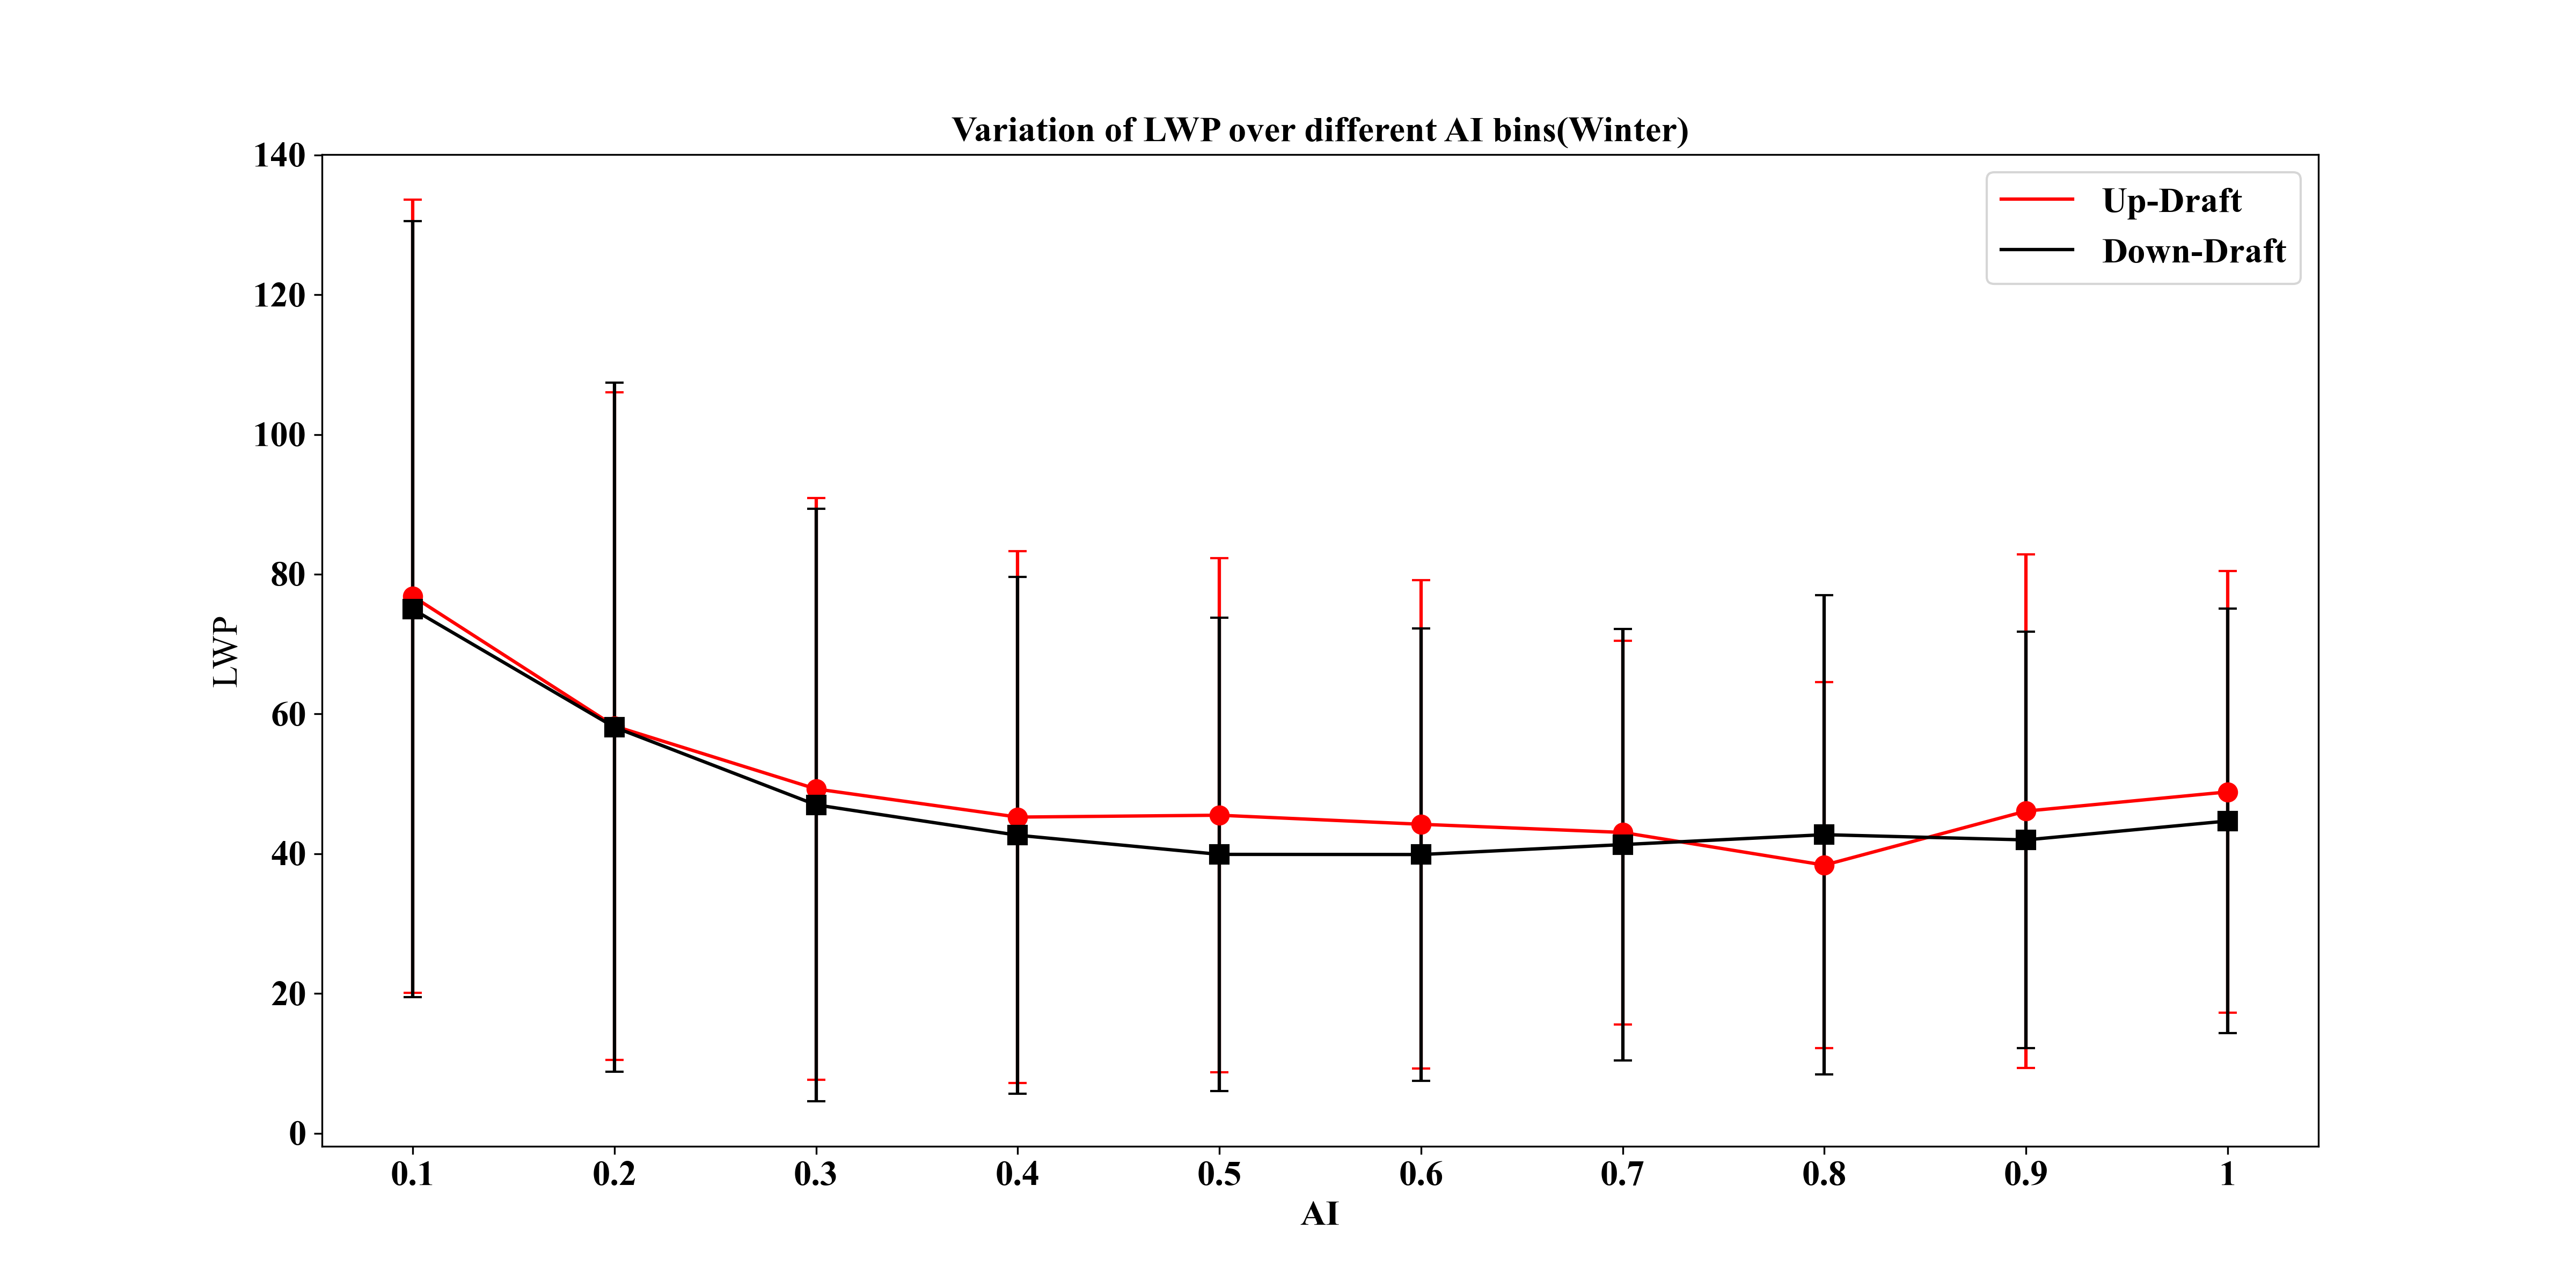 Variation of LWP over different AI bins(Winter)
140
120
100
80
60
40
20
0
LWP
Up-Draft
Down-Draft
0.1 0.2 0.3 0.4 0.5 0.6 0.7 0.8 0.9 1
AI